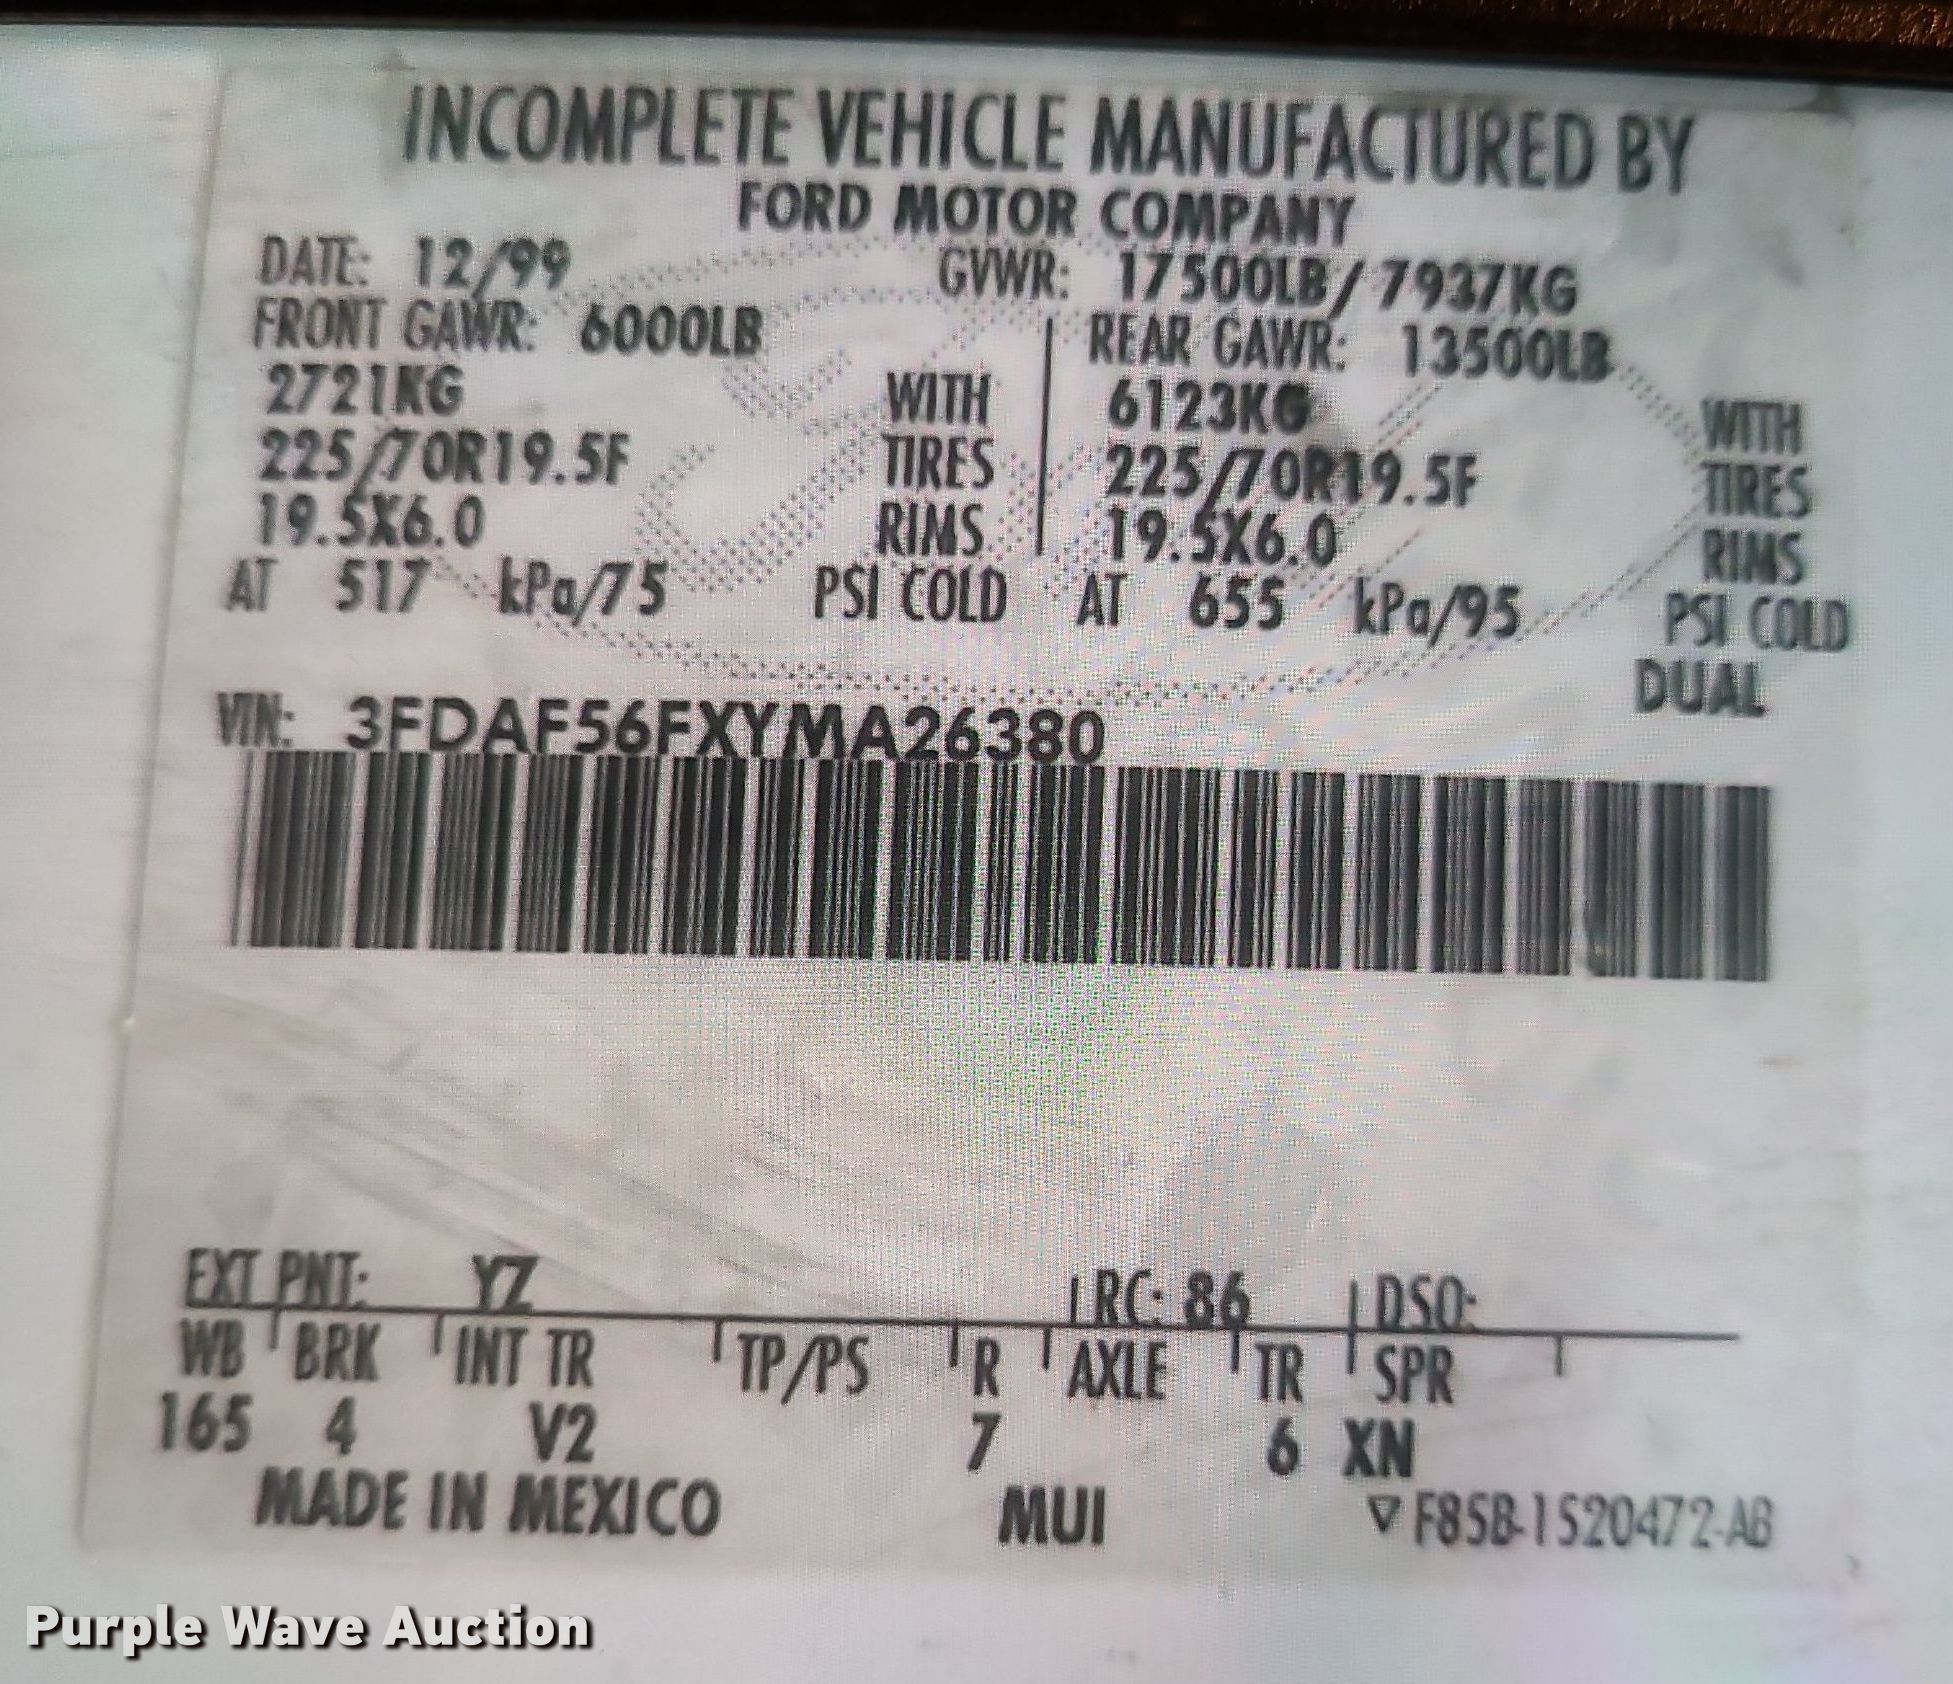 INCOMPLETE VEHICLE MANUFACTURED BY
FORD MOTOR COMPANY
DATE: 12/99 GVWR: 17500LB/ 7937KG
FRONT GAWR: 6000LB REAR GAWR: 13500LB
2721KG WITH 6123KG WITH
225/70R19.5F TIRES 225/70R19.5F TIRES
19.5X6.0 RIMS 19.5X6.0 RIMS
AT 517 kPa/75 PSI COLD AT 655 kPa/95 PSI COLD
DUAL
VIN: 3FDAF56FXYMA26380
EXT PNT: YZ RC: 86 DSO:
WB BRK INT TR TP/PS R AXLE TR SPR
165 4 V2 7 6 XN
MADE IN MEXICO MUI ▽ F85B-1520472-AB
Purple Wave Auction